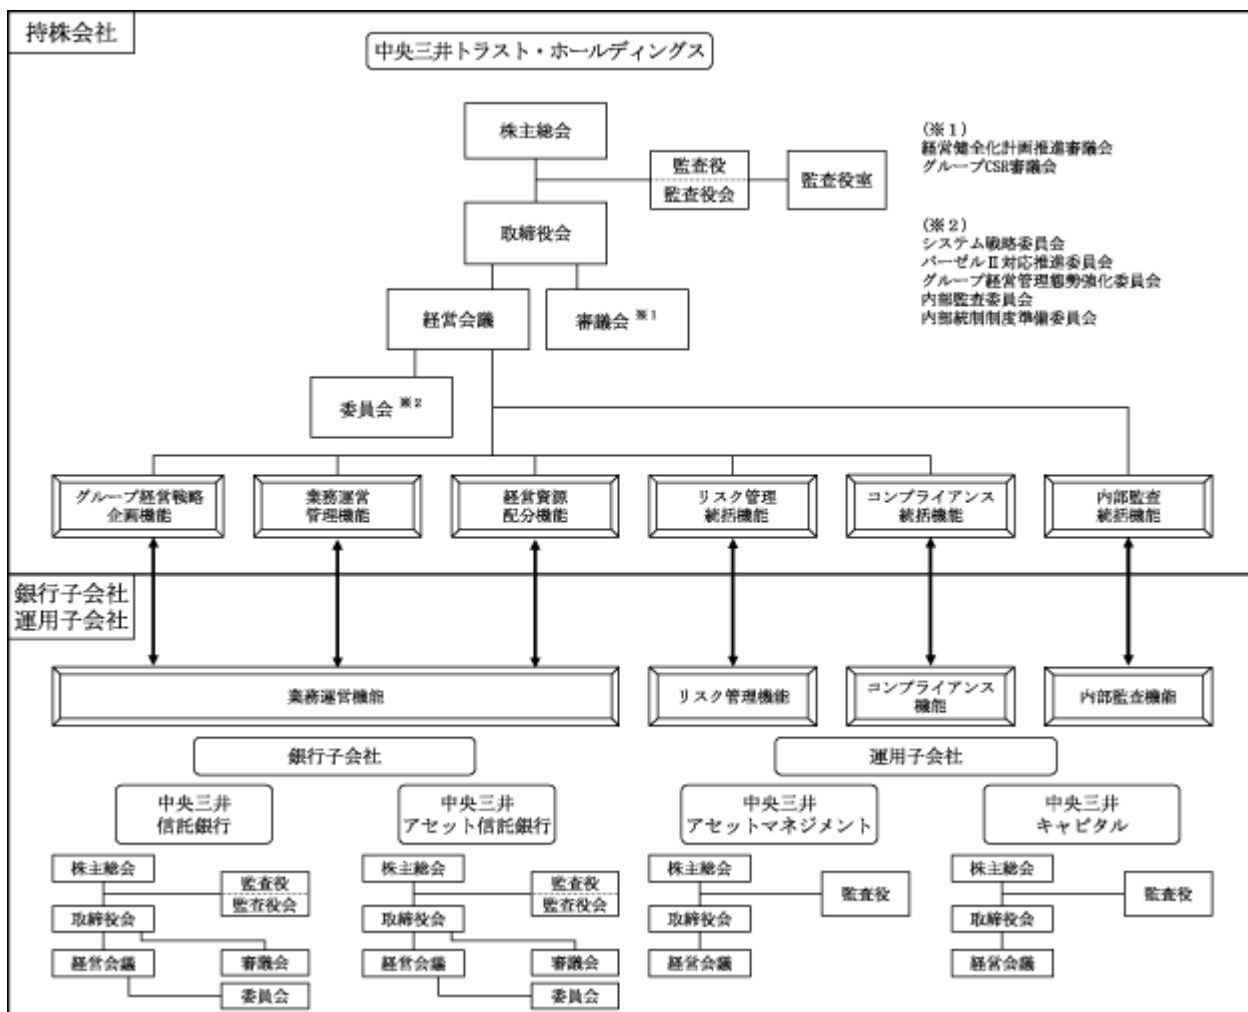 持株会社
中央三井トラスト・ホールディングス
株主総会
監査役
監査役会
監査役室
取締役会
経営会議
審議会 ※1
委員会 ※2
(※1)
経営健全化計画推進審議会
グループCSR審議会
(※2)
システム戦略委員会
バーゼルⅡ対応推進委員会
グループ経営管理態勢強化委員会
内部監査委員会
内部統制制度準備委員会
グループ経営戦略
企画機能
業務運営
管理機能
経営資源
配分機能
リスク管理
統括機能
コンプライアンス
統括機能
内部監査
統括機能
銀行子会社
運用子会社
業務運営機能
リスク管理機能
コンプライアンス
機能
内部監査機能
銀行子会社
運用子会社
中央三井
信託銀行
中央三井
アセット信託銀行
中央三井
アセットマネジメント
中央三井
キャピタル
株主総会
監査役
監査役会
取締役会
経営会議
審議会
委員会
株主総会
監査役
監査役会
取締役会
経営会議
審議会
委員会
株主総会
監査役
取締役会
経営会議
株主総会
監査役
取締役会
経営会議